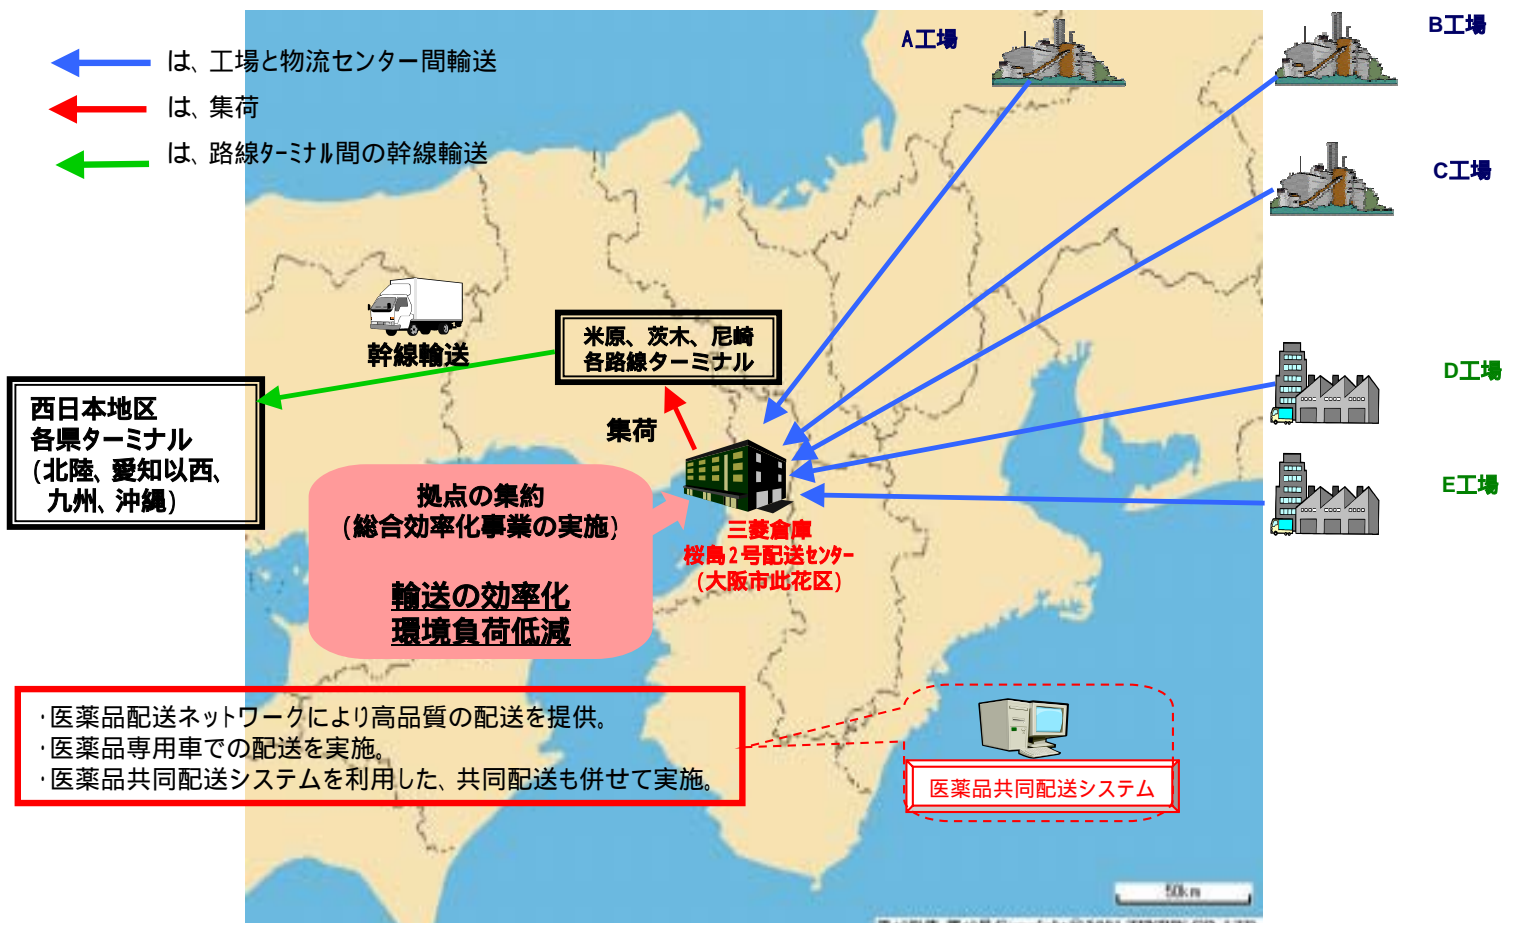 は、工場と物流センター間輸送
は、集荷
は、路線ﾀｰﾐﾅﾙ間の幹線輸送
A工場
B工場
C工場
D工場
E工場
幹線輸送
米原、茨木、尼崎
各路線ターミナル
西日本地区
各県ターミナル
(北陸、愛知以西、
九州、沖縄)
集荷
拠点の集約
(総合効率化事業の実施)
輸送の効率化
環境負荷低減
三菱倉庫
桜島2号配送ｾﾝﾀｰ
(大阪市此花区)
・医薬品配送ネットワークにより高品質の配送を提供。
・医薬品専用車での配送を実施。
・医薬品共同配送システムを利用した、共同配送も併せて実施。
医薬品共同配送システム
50km